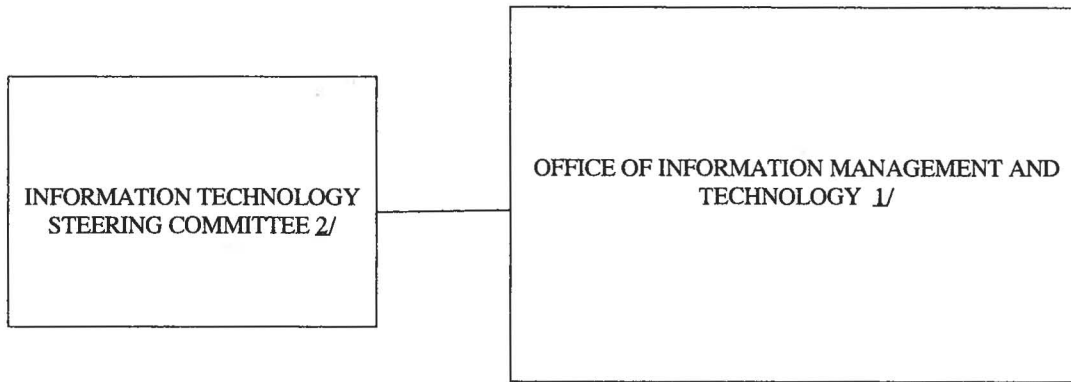 INFORMATION TECHNOLOGY
STEERING COMMITTEE 2/
OFFICE OF INFORMATION MANAGEMENT AND
TECHNOLOGY 1/